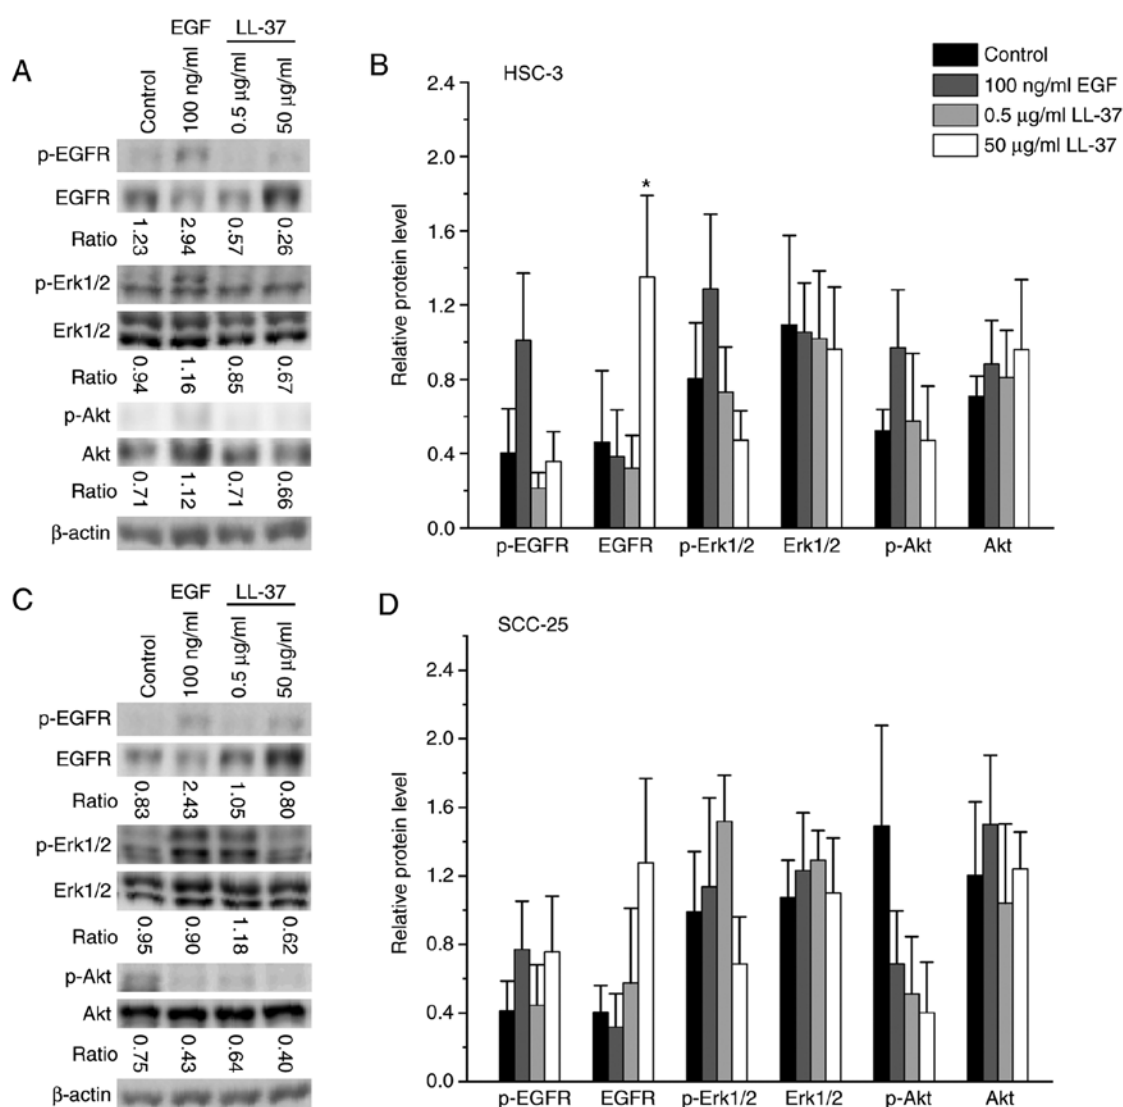 A
EGF LL-37
Control 100 ng/ml 0.5 µg/ml 50 µg/ml
p-EGFR
EGFR
Ratio 1.23 2.94 0.57 0.26
p-Erk1/2
Erk1/2
Ratio 0.94 1.16 0.85 0.67
p-Akt
Akt
Ratio 0.71 1.12 0.71 0.66
β-actin
B
HSC-3
Control
100 ng/ml EGF
0.5 µg/ml LL-37
50 µg/ml LL-37
Relative protein level
2.4
2.0
1.6
1.2
0.8
0.4
0.0
*
p-EGFR EGFR p-Erk1/2 Erk1/2 p-Akt Akt
C
EGF LL-37
Control 100 ng/ml 0.5 µg/ml 50 µg/ml
p-EGFR
EGFR
Ratio 0.83 2.43 1.05 0.80
p-Erk1/2
Erk1/2
Ratio 0.95 0.90 1.18 0.62
p-Akt
Akt
Ratio 0.75 0.43 0.64 0.40
β-actin
D
SCC-25
Relative protein level
2.4
2.0
1.6
1.2
0.8
0.4
0.0
p-EGFR EGFR p-Erk1/2 Erk1/2 p-Akt Akt